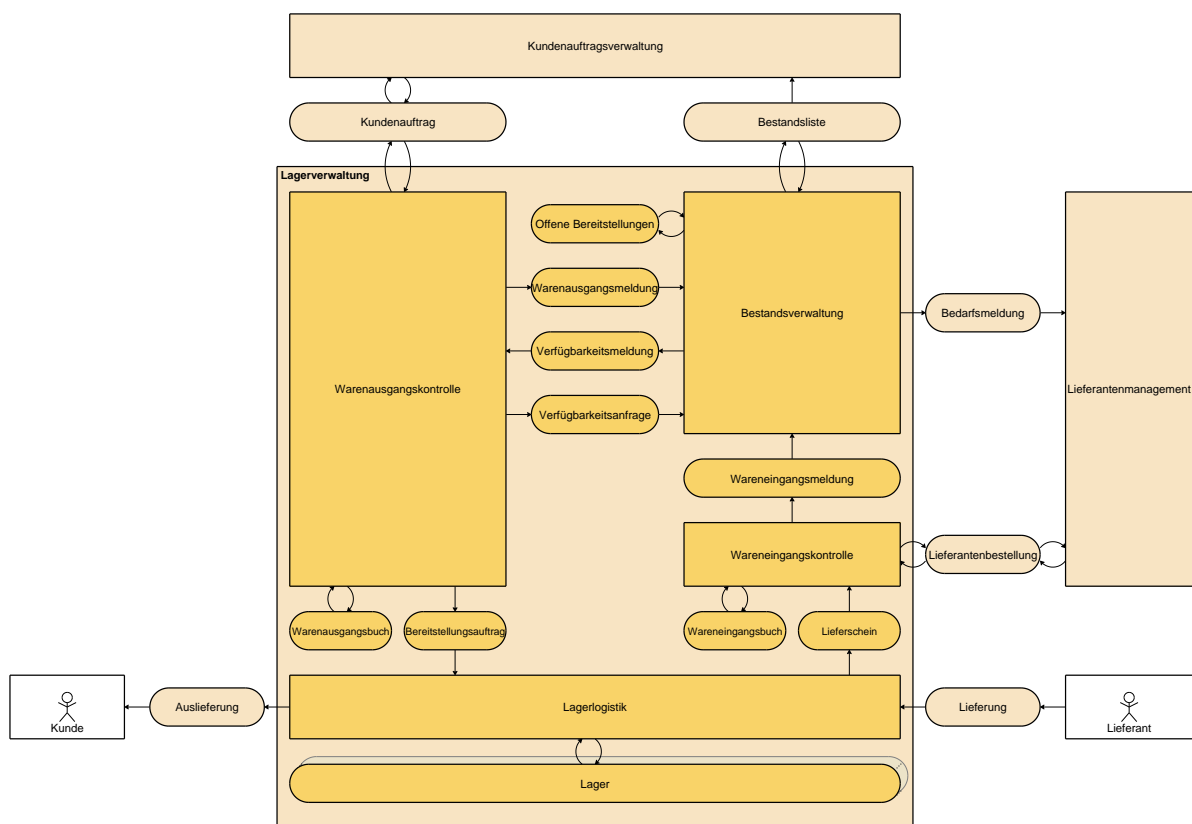 Kundenauftragsverwaltung
Kundenauftrag
Bestandsliste
Lagerverwaltung
Offene Bereitstellungen
Warenausgangsmeldung
Bestandsverwaltung
Bedarfsmeldung
Verfügbarkeitsmeldung
Warenausgangskontrolle
Lieferantenmanagement
Verfügbarkeitsanfrage
Wareneingangsmeldung
Wareneingangskontrolle
Lieferantenbestellung
Warenausgangsbuch
Bereitstellungsauftrag
Wareneingangsbuch
Lieferschein
Kunde
Auslieferung
Lagerlogistik
Lieferung
Lieferant
Lager